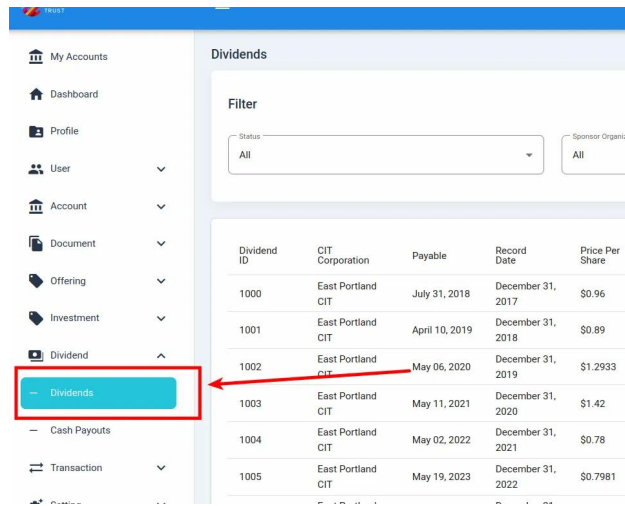 TRUST
My Accounts
Dashboard
Profile
User
Account
Document
Offering
Investment
Dividend
Dividends
Cash Payouts
Transaction
Setting
Dividends
Filter
Status
All
Sponsor Organiz
All
Dividend ID CIT Corporation Payable Record Date Price Per Share
1000 East Portland CIT July 31, 2018 December 31, 2017 $0.96
1001 East Portland CIT April 10, 2019 December 31, 2018 $0.89
1002 East Portland CIT May 06, 2020 December 31, 2019 $1.2933
1003 East Portland CIT May 11, 2021 December 31, 2020 $1.42
1004 East Portland CIT May 02, 2022 December 31, 2021 $0.78
1005 East Portland CIT May 19, 2023 December 31, 2022 $0.7981